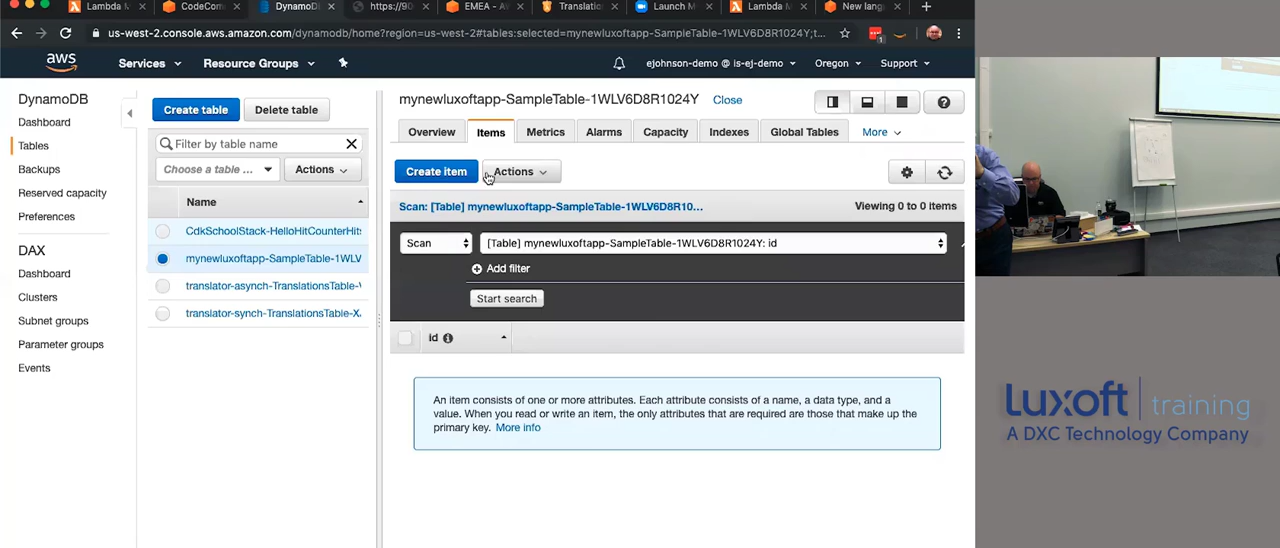 Lambda M
CodeCom
DynamoDB
https://90
EMEA - AV
Translation
Launch M
Lambda M
New lang
us-west-2.console.aws.amazon.com/dynamodb/home?region=us-west-2#tables:selected=mynewluxoftapp-SampleTable-1WLV6D8R1024Y;t...
aws
Services
Resource Groups
ejohnson-demo @ is-ej-demo
Oregon
Support
DynamoDB
Dashboard
Tables
Backups
Reserved capacity
Preferences
DAX
Dashboard
Clusters
Subnet groups
Parameter groups
Events
Create table
Delete table
Filter by table name
Choose a table ...
Actions
Name
CdkSchoolStack-HelloHitCounterHits
mynewluxoftapp-SampleTable-1WLV
translator-asynch-TranslationsTable-
translator-synch-TranslationsTable-X
mynewluxoftapp-SampleTable-1WLV6D8R1024Y
Close
Overview
Items
Metrics
Alarms
Capacity
Indexes
Global Tables
More
Create item
Actions
Scan: [Table] mynewluxoftapp-SampleTable-1WLV6D8R10...
Viewing 0 to 0 items
Scan
[Table] mynewluxoftapp-SampleTable-1WLV6D8R1024Y: id
Add filter
Start search
id
An item consists of one or more attributes. Each attribute consists of a name, a data type, and a
value. When you read or write an item, the only attributes that are required are those that make up the
primary key. More info
luxoft training
A DXC Technology Company